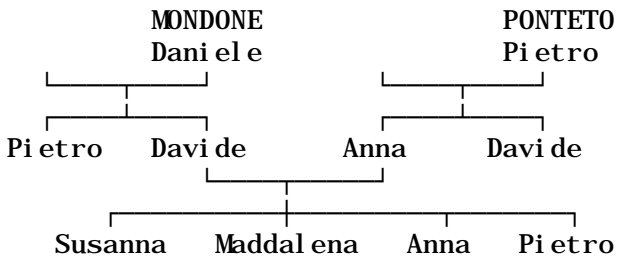 MONDONE PONTETO
Daniele Pietro
Pietro Davide Anna Davide
Susanna Maddalena Anna Pietro